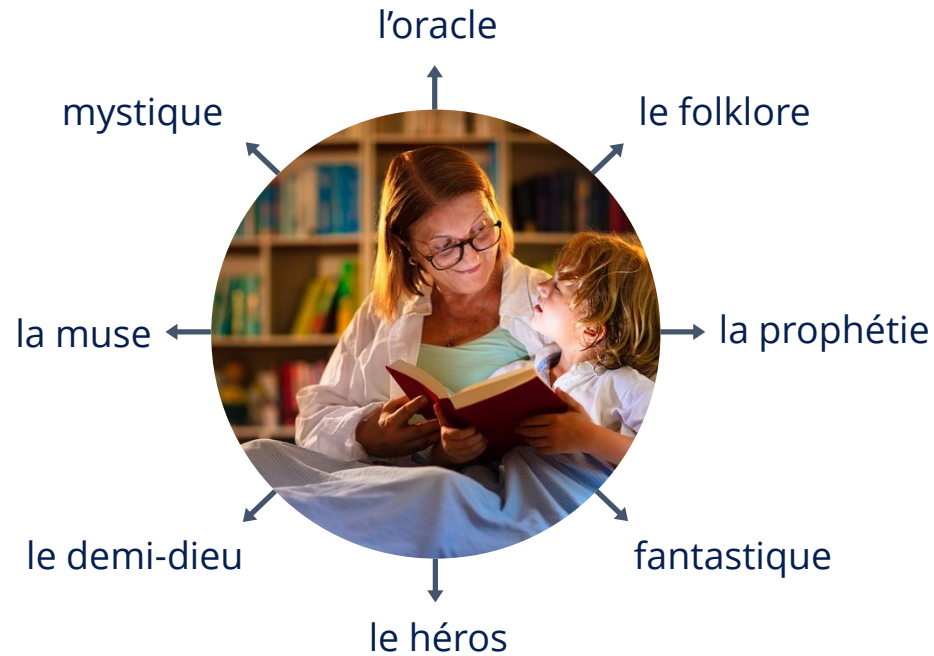 l'oracle
mystique
le folklore
la muse
la prophétie
le demi-dieu
fantastique
le héros